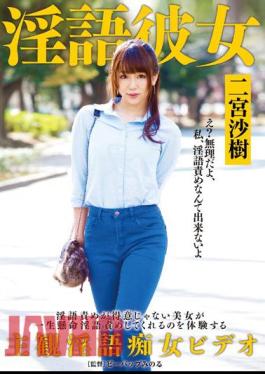 淫語彼女
二宮沙樹
え?無理だよ、
私、淫語責めなんて出来ないよ
淫語責めが得意じゃない美女が
生懸命淫語責めしてくれるのを体験する
主観淫語痴女ビデオ
[監督]ビーバップみのる